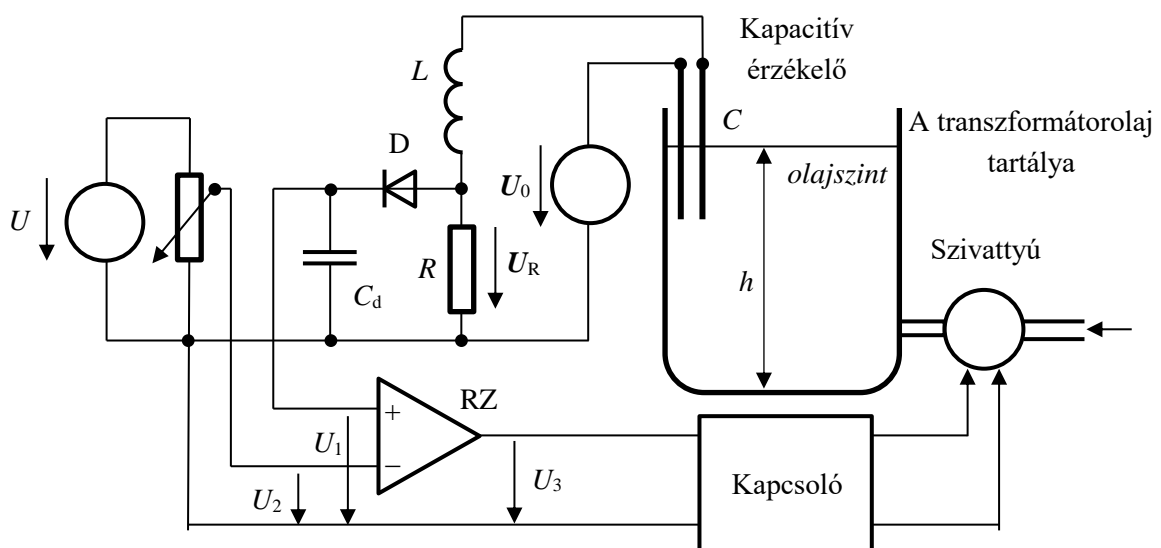 Kapacitív
érzékelő
L
C
A transzformátorolaj
tartálya
D
olajszint
U
U0
Szivattyú
R
UR
Cd
h
RZ
+
−
U1
U2
U3
Kapcsoló